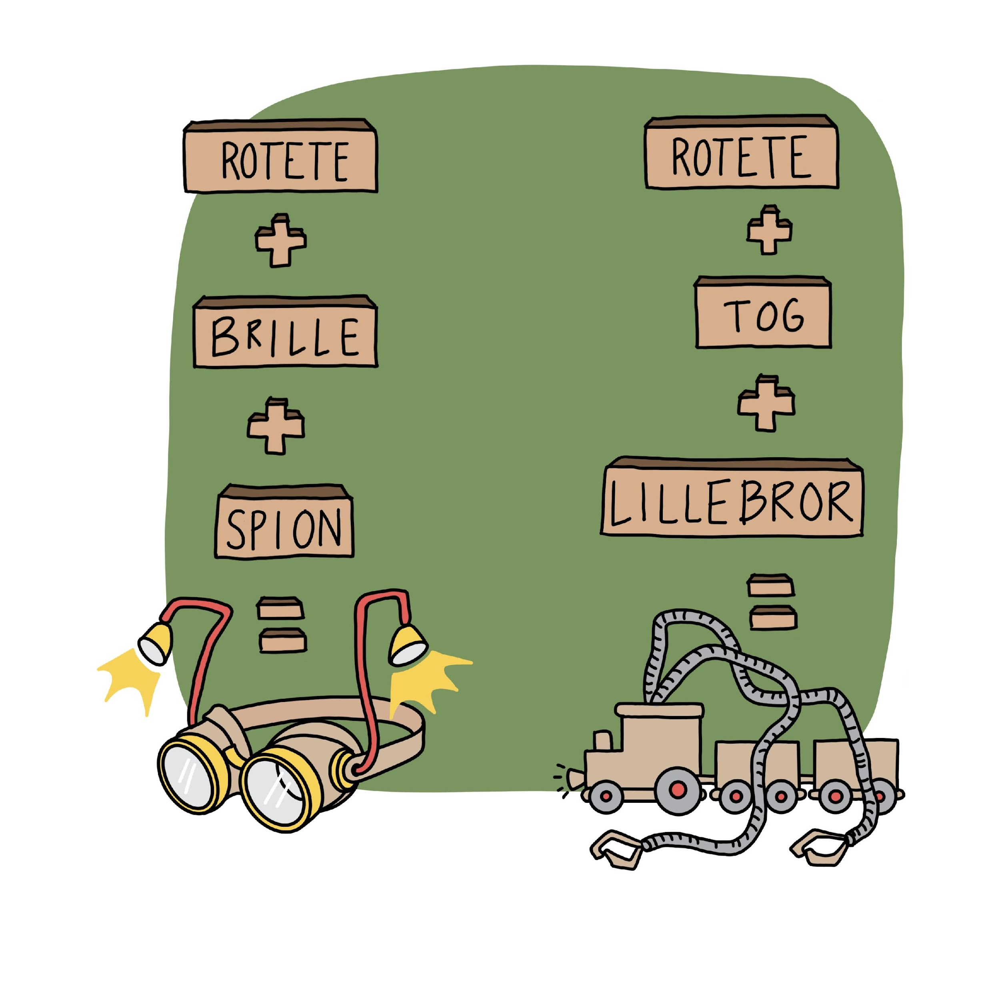 ROTETE
+
BRILLE
+
SPION
=
ROTETE
+
TOG
+
LILLEBROR
=